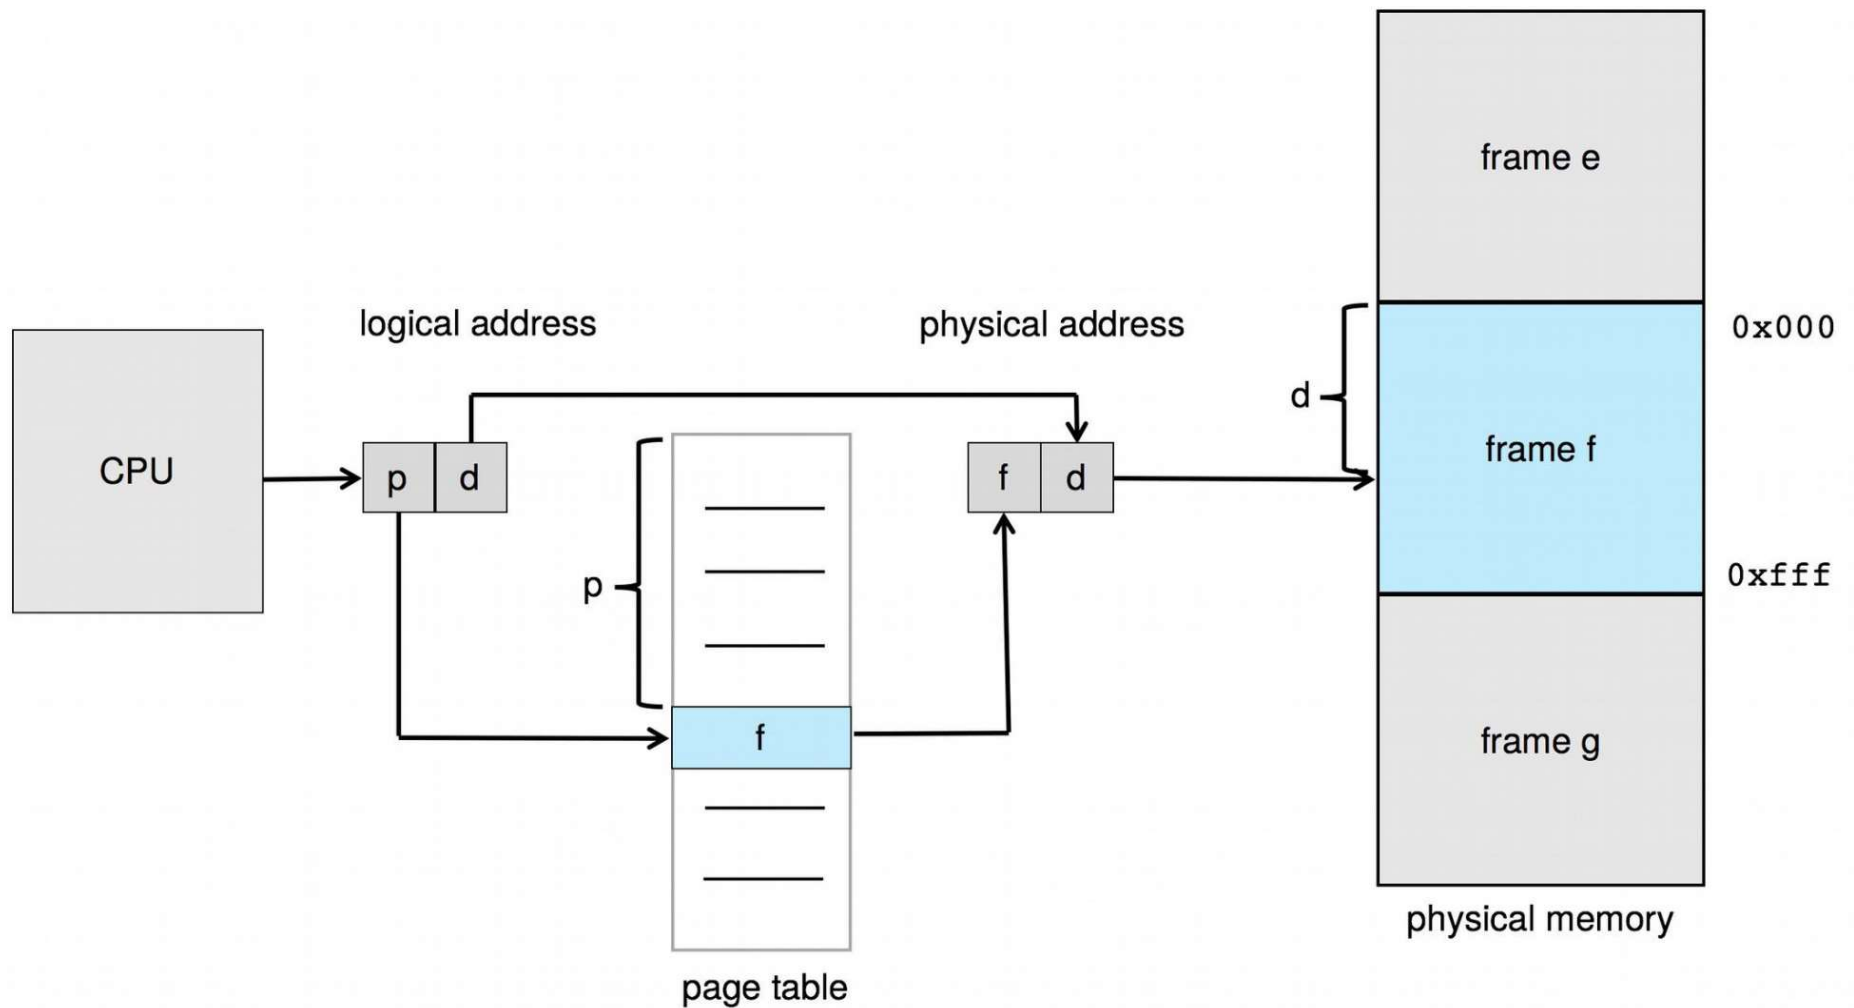 frame e
logical address
physical address
0x000
d
CPU
p
d
f
d
frame f
p
0xfff
f
frame g
physical memory
page table